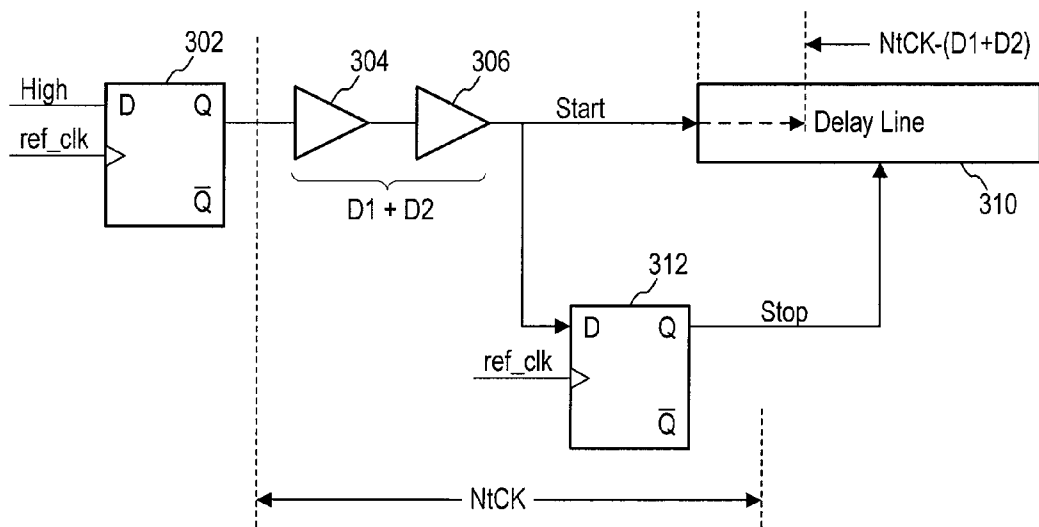 302
304
306
NtCK-(D1+D2)
High
D
Q
ref_clk
Q̅
D1 + D2
Start
Delay Line
310
312
D
Q
Stop
ref_clk
Q̅
NtCK